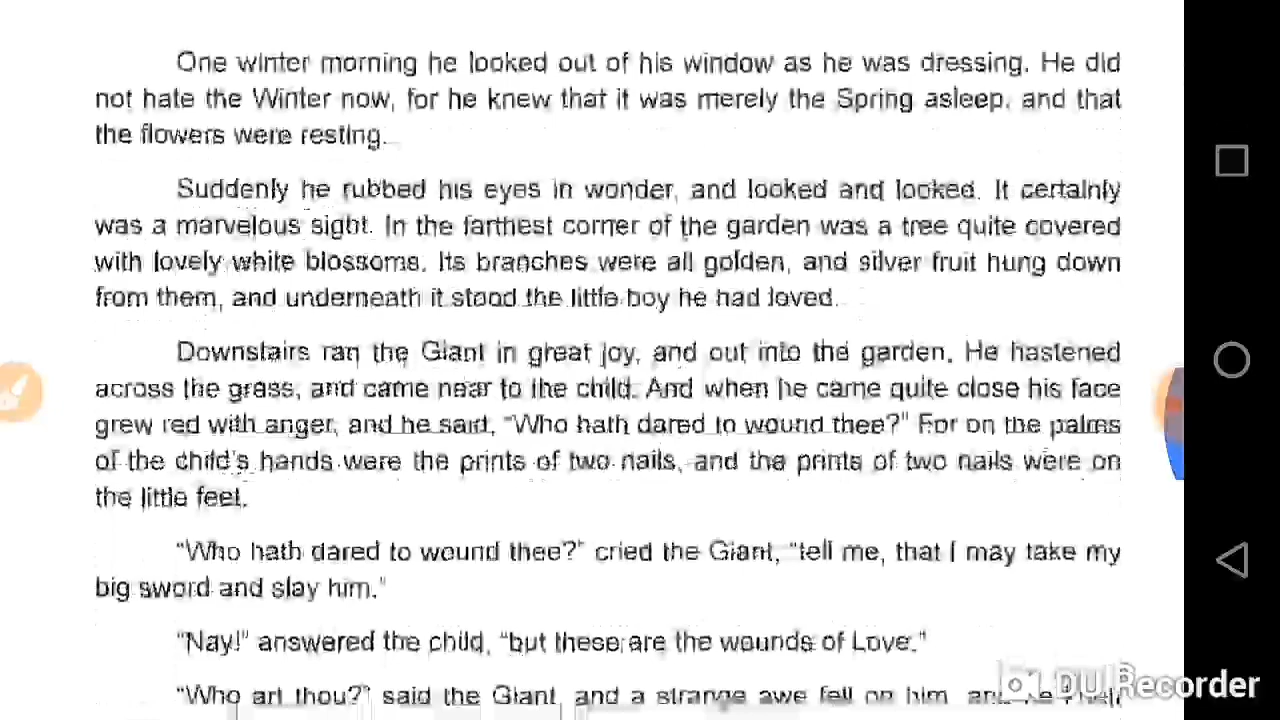 One winter morning he looked out of his window as he was dressing. He did
not hate the Winter now, for he knew that it was merely the Spring asleep, and that
the flowers were resting.
Suddenly he rubbed his eyes in wonder, and looked and looked. It certainly
was a marvelous sight. In the farthest corner of the garden was a tree quite covered
with lovely white blossoms. Its branches were all golden, and silver fruit hung down
from them, and underneath it stood the little boy he had loved.
Downstairs ran the Giant in great joy, and out into the garden. He hastened
across the grass, and came near to the child. And when he came quite close his face
grew red with anger, and he said, "Who hath dared to wound thee?" For on the palms
of the child's hands were the prints of two nails, and the prints of two nails were on
the little feet.
"Who hath dared to wound thee?" cried the Giant, "tell me, that I may take my
big sword and slay him."
"Nay!" answered the child, "but these are the wounds of Love."
"Who art thou?" said the Giant, and a strange awe fell on him, and he
DU Recorder